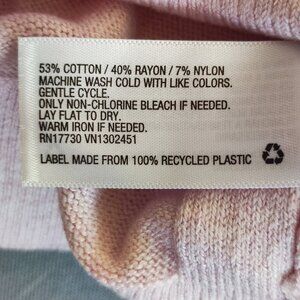 53% COTTON / 40% RAYON / 7% NYLON
MACHINE WASH COLD WITH LIKE COLORS.
GENTLE CYCLE.
ONLY NON-CHLORINE BLEACH IF NEEDED.
LAY FLAT TO DRY.
WARM IRON IF NEEDED.
RN17730 VN1302451
LABEL MADE FROM 100% RECYCLED PLASTIC